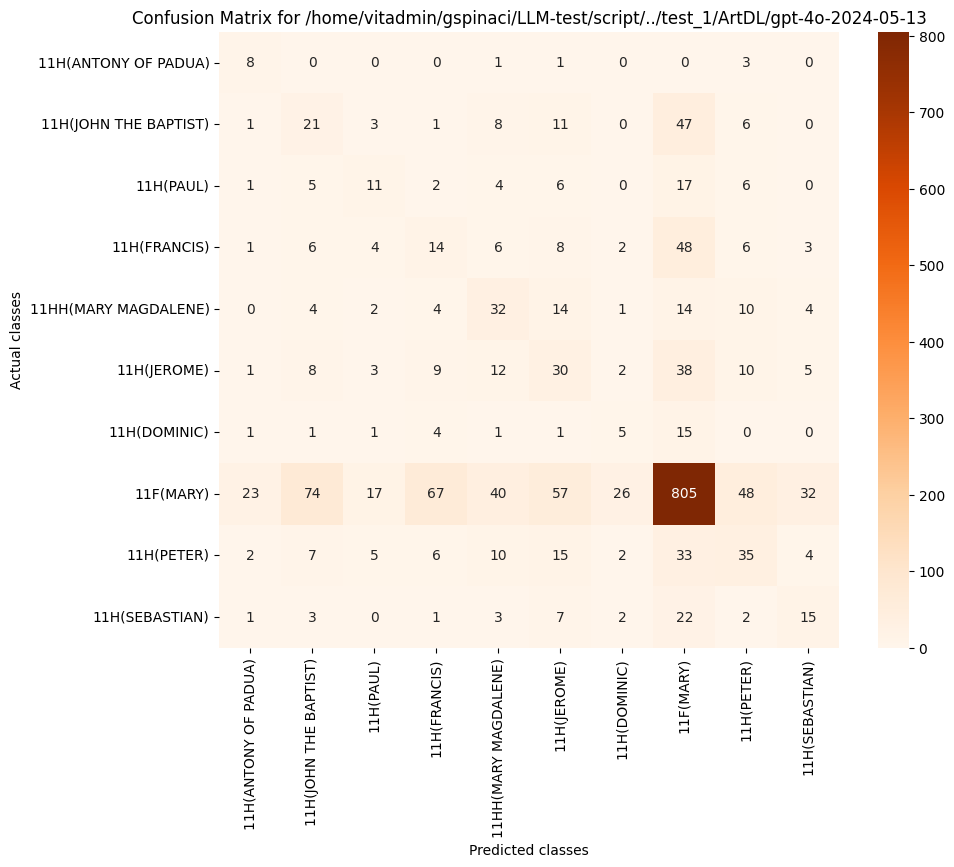 Confusion Matrix for /home/vitadmin/gspinaci/LLM-test/script/../test_1/ArtDL/gpt-4o-2024-05-13
Actual classes
11H(ANTONY OF PADUA) 8 0 0 0 1 1 0 0 3 0
11H(JOHN THE BAPTIST) 1 21 3 1 8 11 0 47 6 0
11H(PAUL) 1 5 11 2 4 6 0 17 6 0
11H(FRANCIS) 1 6 4 14 6 8 2 48 6 3
11HH(MARY MAGDALENE) 0 4 2 4 32 14 1 14 10 4
11H(JEROME) 1 8 3 9 12 30 2 38 10 5
11H(DOMINIC) 1 1 1 4 1 1 5 15 0 0
11F(MARY) 23 74 17 67 40 57 26 805 48 32
11H(PETER) 2 7 5 6 10 15 2 33 35 4
11H(SEBASTIAN) 1 3 0 1 3 7 2 22 2 15
11H(ANTONY OF PADUA)
11H(JOHN THE BAPTIST)
11H(PAUL)
11H(FRANCIS)
11HH(MARY MAGDALENE)
11H(JEROME)
11H(DOMINIC)
11F(MARY)
11H(PETER)
11H(SEBASTIAN)
Predicted classes
800
700
600
500
400
300
200
100
0